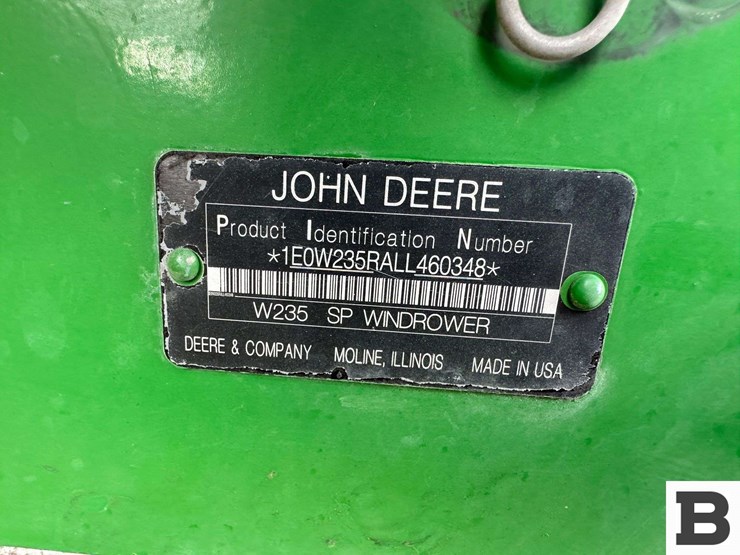 JOHN DEERE
Product Identification Number
*1E0W235RALL460348*
W235 SP WINDROWER
DEERE & COMPANY MOLINE, ILLINOIS MADE IN USA
B